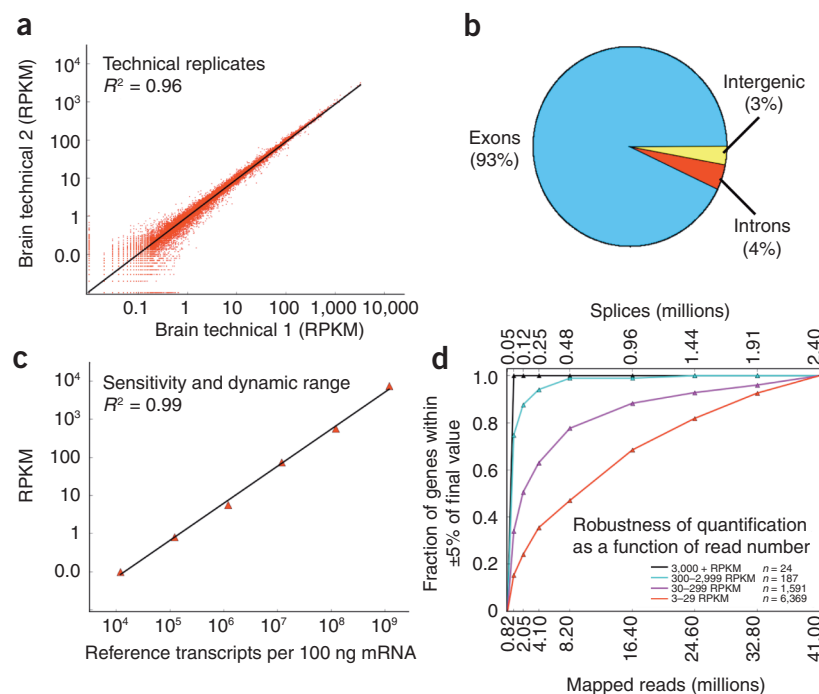 a
Technical replicates
R² = 0.96
Brain technical 2 (RPKM)
10⁴
10³
100
10
1
0.0
0.1
1
10
100
1,000
10,000
Brain technical 1 (RPKM)
b
Exons
(93%)
Intergenic
(3%)
Introns
(4%)
c
Sensitivity and dynamic range
R² = 0.99
RPKM
10⁴
10³
100
10
1
0.0
10⁴
10⁵
10⁶
10⁷
10⁸
10⁹
Reference transcripts per 100 ng mRNA
d
Splices (millions)
0.05
0.12
0.25
0.48
0.96
1.44
1.91
2.40
Fraction of genes within
±5% of final value
1.0
0.8
0.6
0.4
0.2
0
Robustness of quantification
as a function of read number
3,000 + RPKM n = 24
300–2,999 RPKM n = 187
30–299 RPKM n = 1,591
3–29 RPKM n = 6,369
0.82
2.05
4.10
8.20
16.40
24.60
32.80
41.00
Mapped reads (millions)